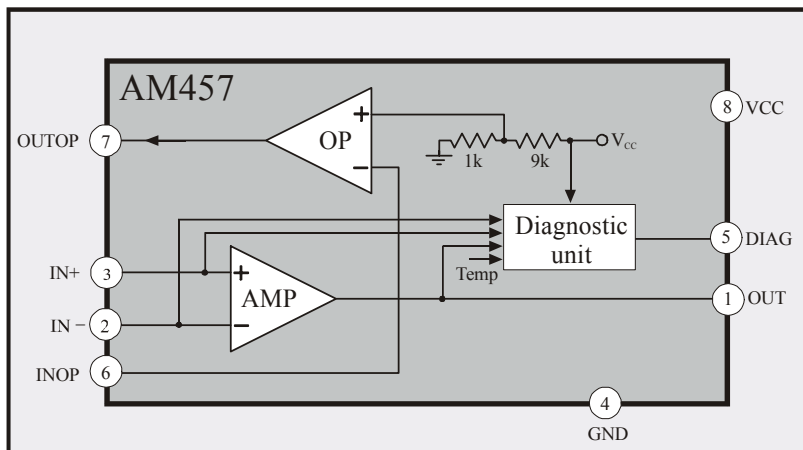 AM457
8 VCC
OUTOP 7
+
OP
−
1k
9k
Vcc
Diagnostic
unit
5 DIAG
IN+ 3
+
AMP
−
Temp
1 OUT
IN − 2
INOP 6
4
GND